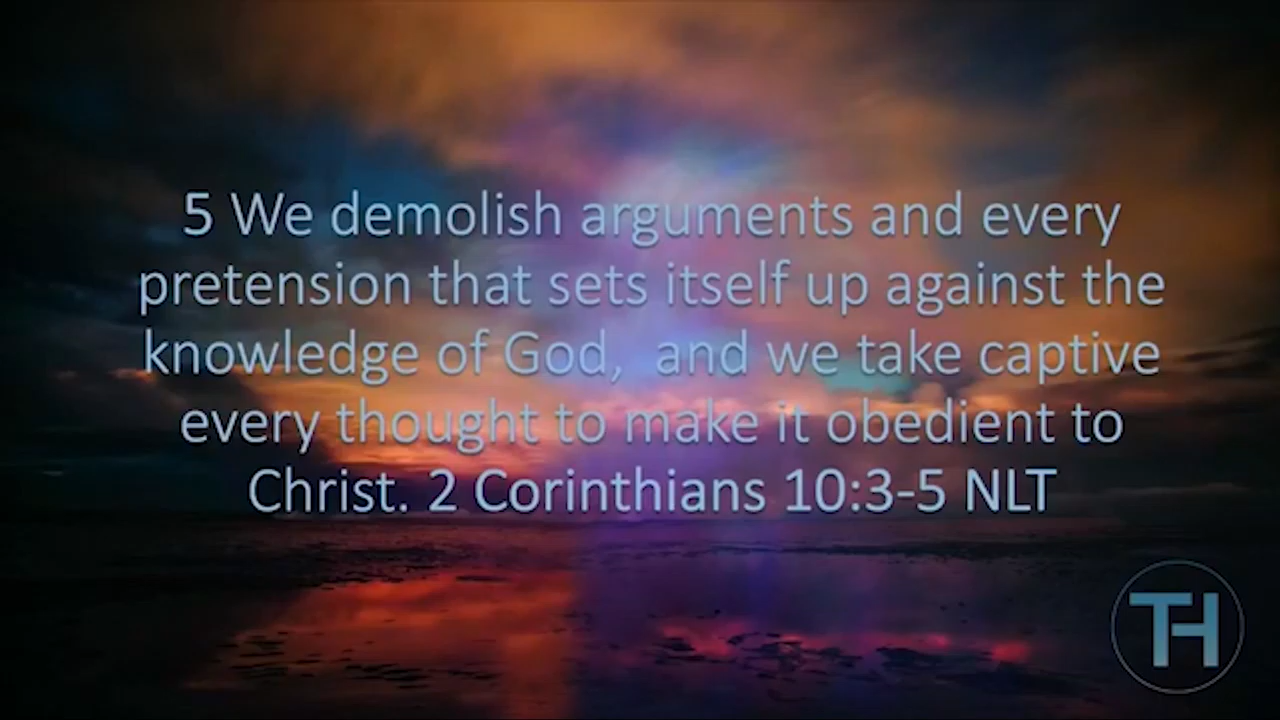 5 We demolish arguments and every
pretension that sets itself up against the
knowledge of God,  and we take captive
every thought to make it obedient to
Christ. 2 Corinthians 10:3-5 NLT
TH